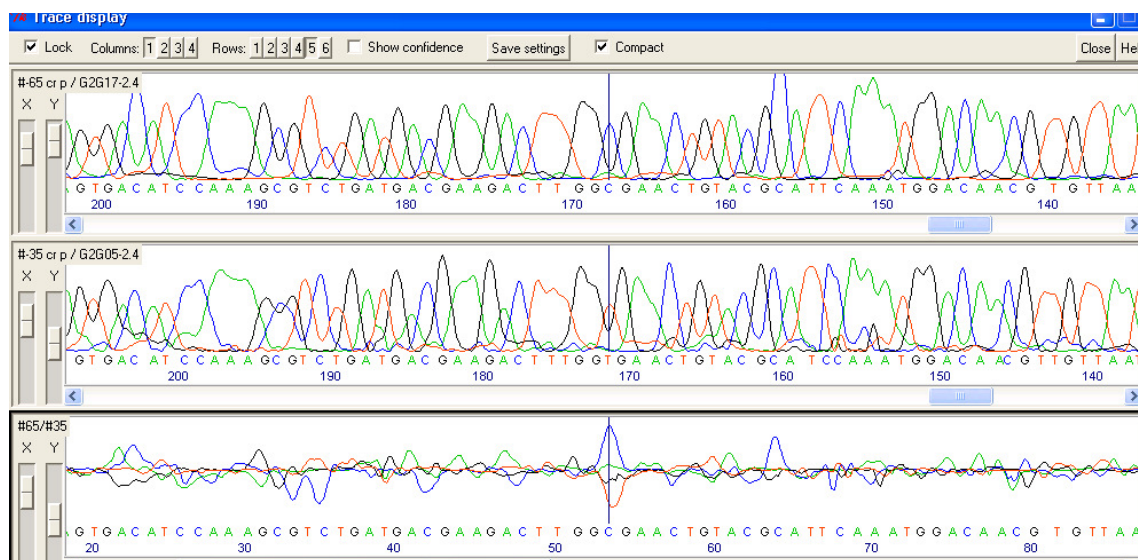 Trace display
Lock Columns: 1 2 3 4 Rows: 1 2 3 4 5 6 Show confidence Save settings Compact Close Hel
#-65 cr p / G2G17-2.4
X Y
A G T G A C A T C C A A A G C G T C T G A T G A C G A A G A C T T G G C G A A C T G T A C G C A T T C A A A T G G A C A A C G T G T T A A
200 190 180 170 160 150 140
#-35 cr p / G2G05-2.4
X Y
200 190 180 170 160 150 140
#65/#35
X Y
A G T G A C A T C C A A A G C G T C T G A T G A C G A A G A C T T G G C G A A C T G T A C G C A T T C A A A T G G A C A A C G T G T T A A
20 30 40 50 60 70 80